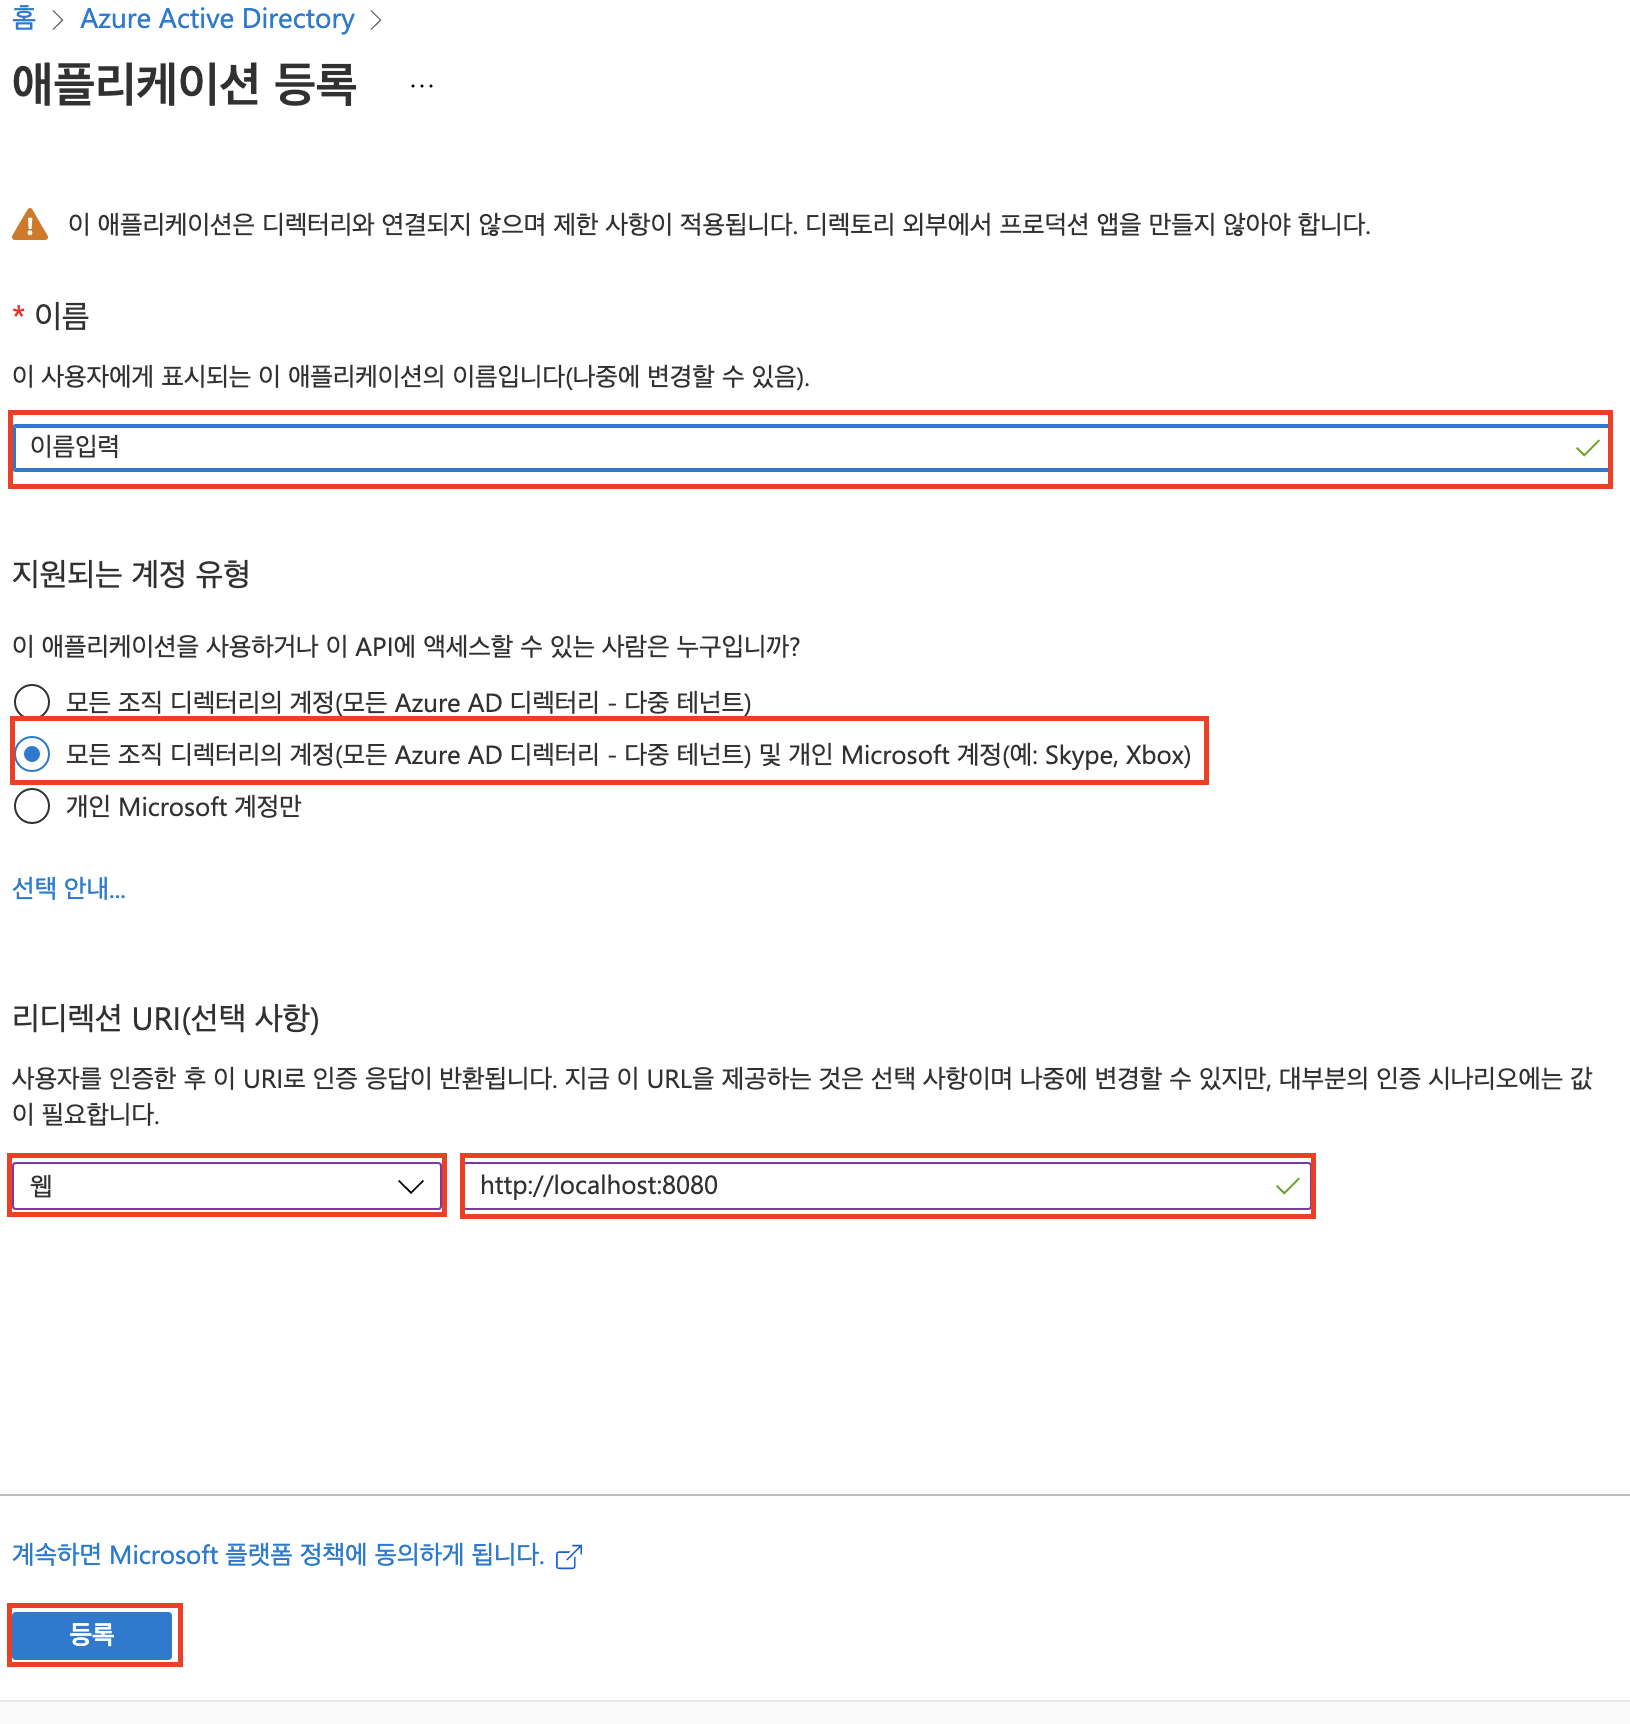 홈 > Azure Active Directory >
애플리케이션 등록 ...
이 애플리케이션은 디렉터리와 연결되지 않으며 제한 사항이 적용됩니다. 디렉토리 외부에서 프로덕션 앱을 만들지 않아야 합니다.
* 이름
이 사용자에게 표시되는 이 애플리케이션의 이름입니다(나중에 변경할 수 있음).
이름입력
지원되는 계정 유형
이 애플리케이션을 사용하거나 이 API에 액세스할 수 있는 사람은 누구입니까?
모든 조직 디렉터리의 계정(모든 Azure AD 디렉터리 - 다중 테넌트)
모든 조직 디렉터리의 계정(모든 Azure AD 디렉터리 - 다중 테넌트) 및 개인 Microsoft 계정(예: Skype, Xbox)
개인 Microsoft 계정만
선택 안내...
리디렉션 URI(선택 사항)
사용자를 인증한 후 이 URI로 인증 응답이 반환됩니다. 지금 이 URL을 제공하는 것은 선택 사항이며 나중에 변경할 수 있지만, 대부분의 인증 시나리오에는 값
이 필요합니다.
웹 http://localhost:8080
계속하면 Microsoft 플랫폼 정책에 동의하게 됩니다.
등록